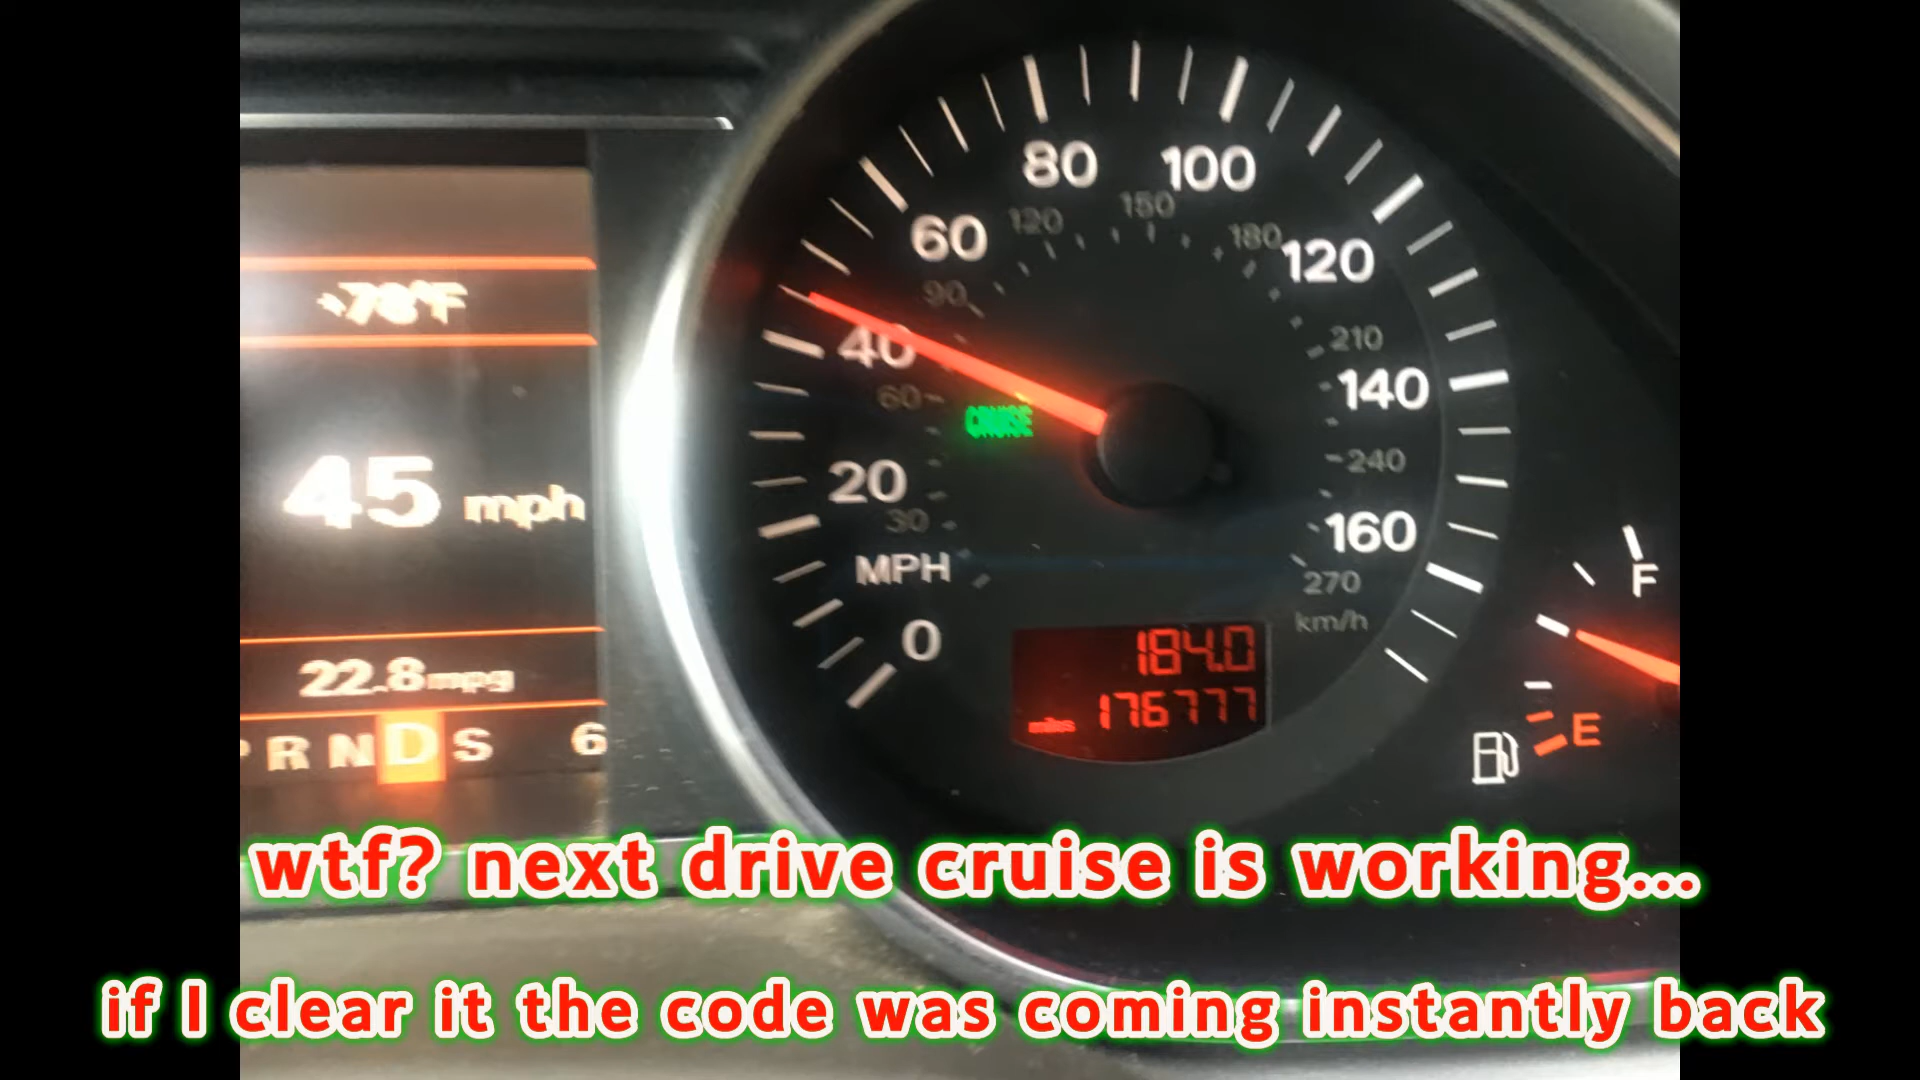 80 100
60 120 150 180 120
+78°F
90
40
210
140
60
CRUISE
45 mph
20
240
30
160
MPH
270
F
km/h
0
184.0
22.8mpg
miles 176777
P R N D S 6
E
wtf? next drive cruise is working...
if I clear it the code was coming instantly back